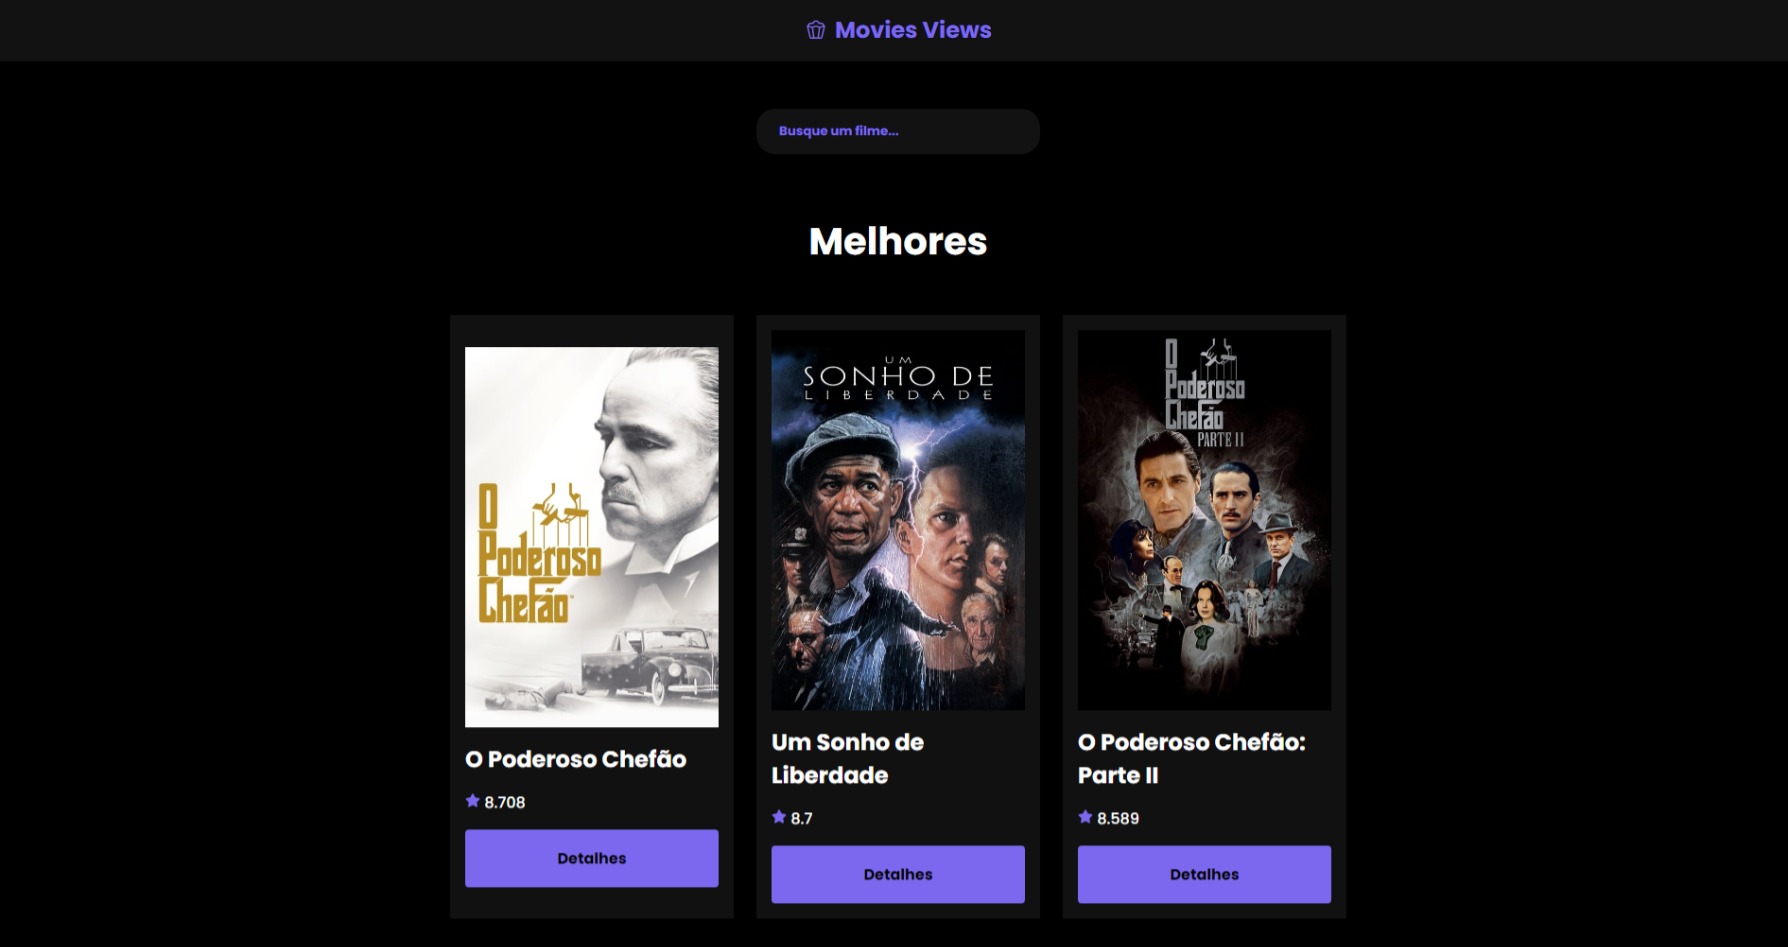 Movies Views
Busque um filme...
Melhores
O
Poderoso
Chefão
O Poderoso Chefão
8.708
Detalhes
UM
SONHO DE
LIBERDADE
Um Sonho de
Liberdade
8.7
Detalhes
O
Poderoso
Chefão
PARTE II
O Poderoso Chefão:
Parte II
8.589
Detalhes